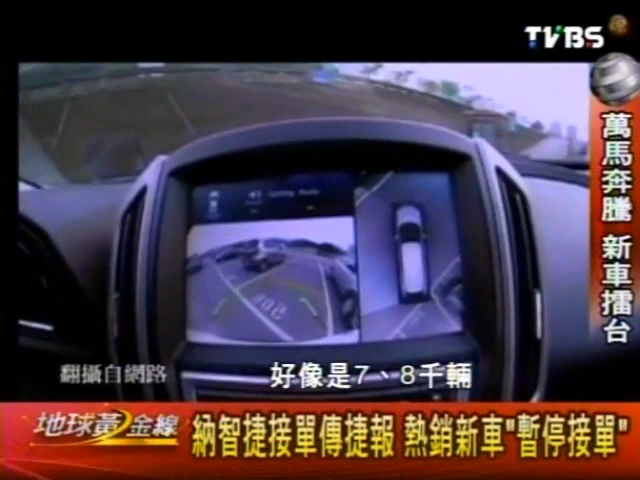 TVBS
萬馬奔騰 新車擂台
翻攝自網路
好像是7、8千輛
地球黃金線
納智捷接單傳捷報 熱銷新車"暫停接單"